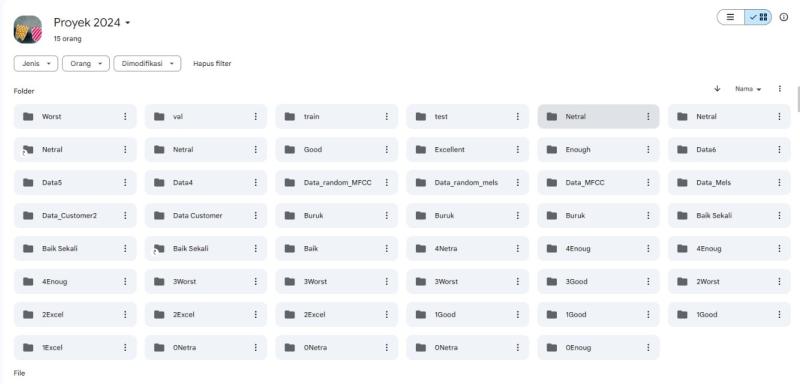 Proyek 2024
15 orang
Jenis Orang Dimodifikasi Hapus filter
Folder Nama
Worst val train test Netral Netral
Netral Netral Good Excellent Enough Data6
Data5 Data4 Data_random_MFCC Data_random_mels Data_MFCC Data_Mels
Data_Customer2 Data Customer Buruk Buruk Buruk Baik Sekali
Baik Sekali Baik Sekali Baik 4Netra 4Enoug 4Enoug
4Enoug 3Worst 3Worst 3Worst 3Good 2Worst
2Excel 2Excel 2Excel 1Good 1Good 1Good
1Excel 0Netra 0Netra 0Netra 0Enoug
File